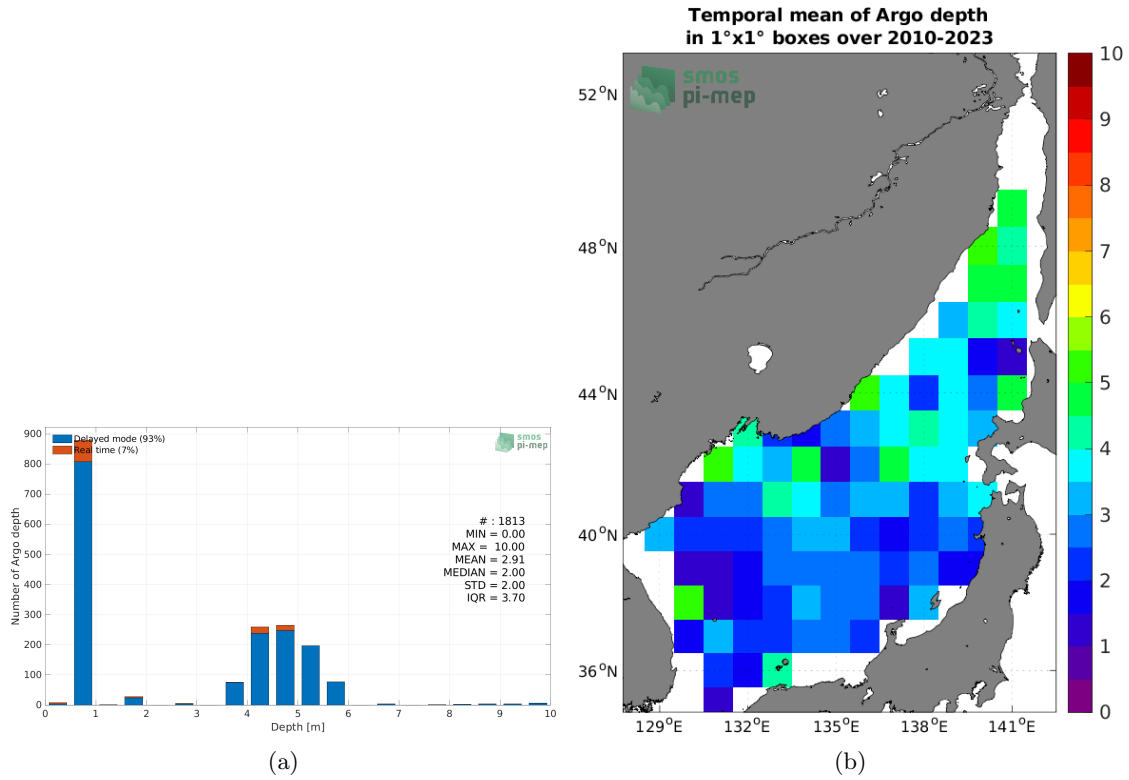 Delayed mode (93%)
Real time (7%)
smos
pi-mep
# : 1813
MIN = 0.00
MAX = 10.00
MEAN = 2.91
MEDIAN = 2.00
STD = 2.00
IQR = 3.70
Number of Argo depth
900
800
700
600
500
400
300
200
100
0
0 1 2 3 4 5 6 7 8 9 10
Depth [m]
(a)
Temporal mean of Argo depth
in 1°x1° boxes over 2010-2023
smos
pi-mep
52°N
48°N
44°N
40°N
36°N
129°E 132°E 135°E 138°E 141°E
10
9
8
7
6
5
4
3
2
1
0
(b)